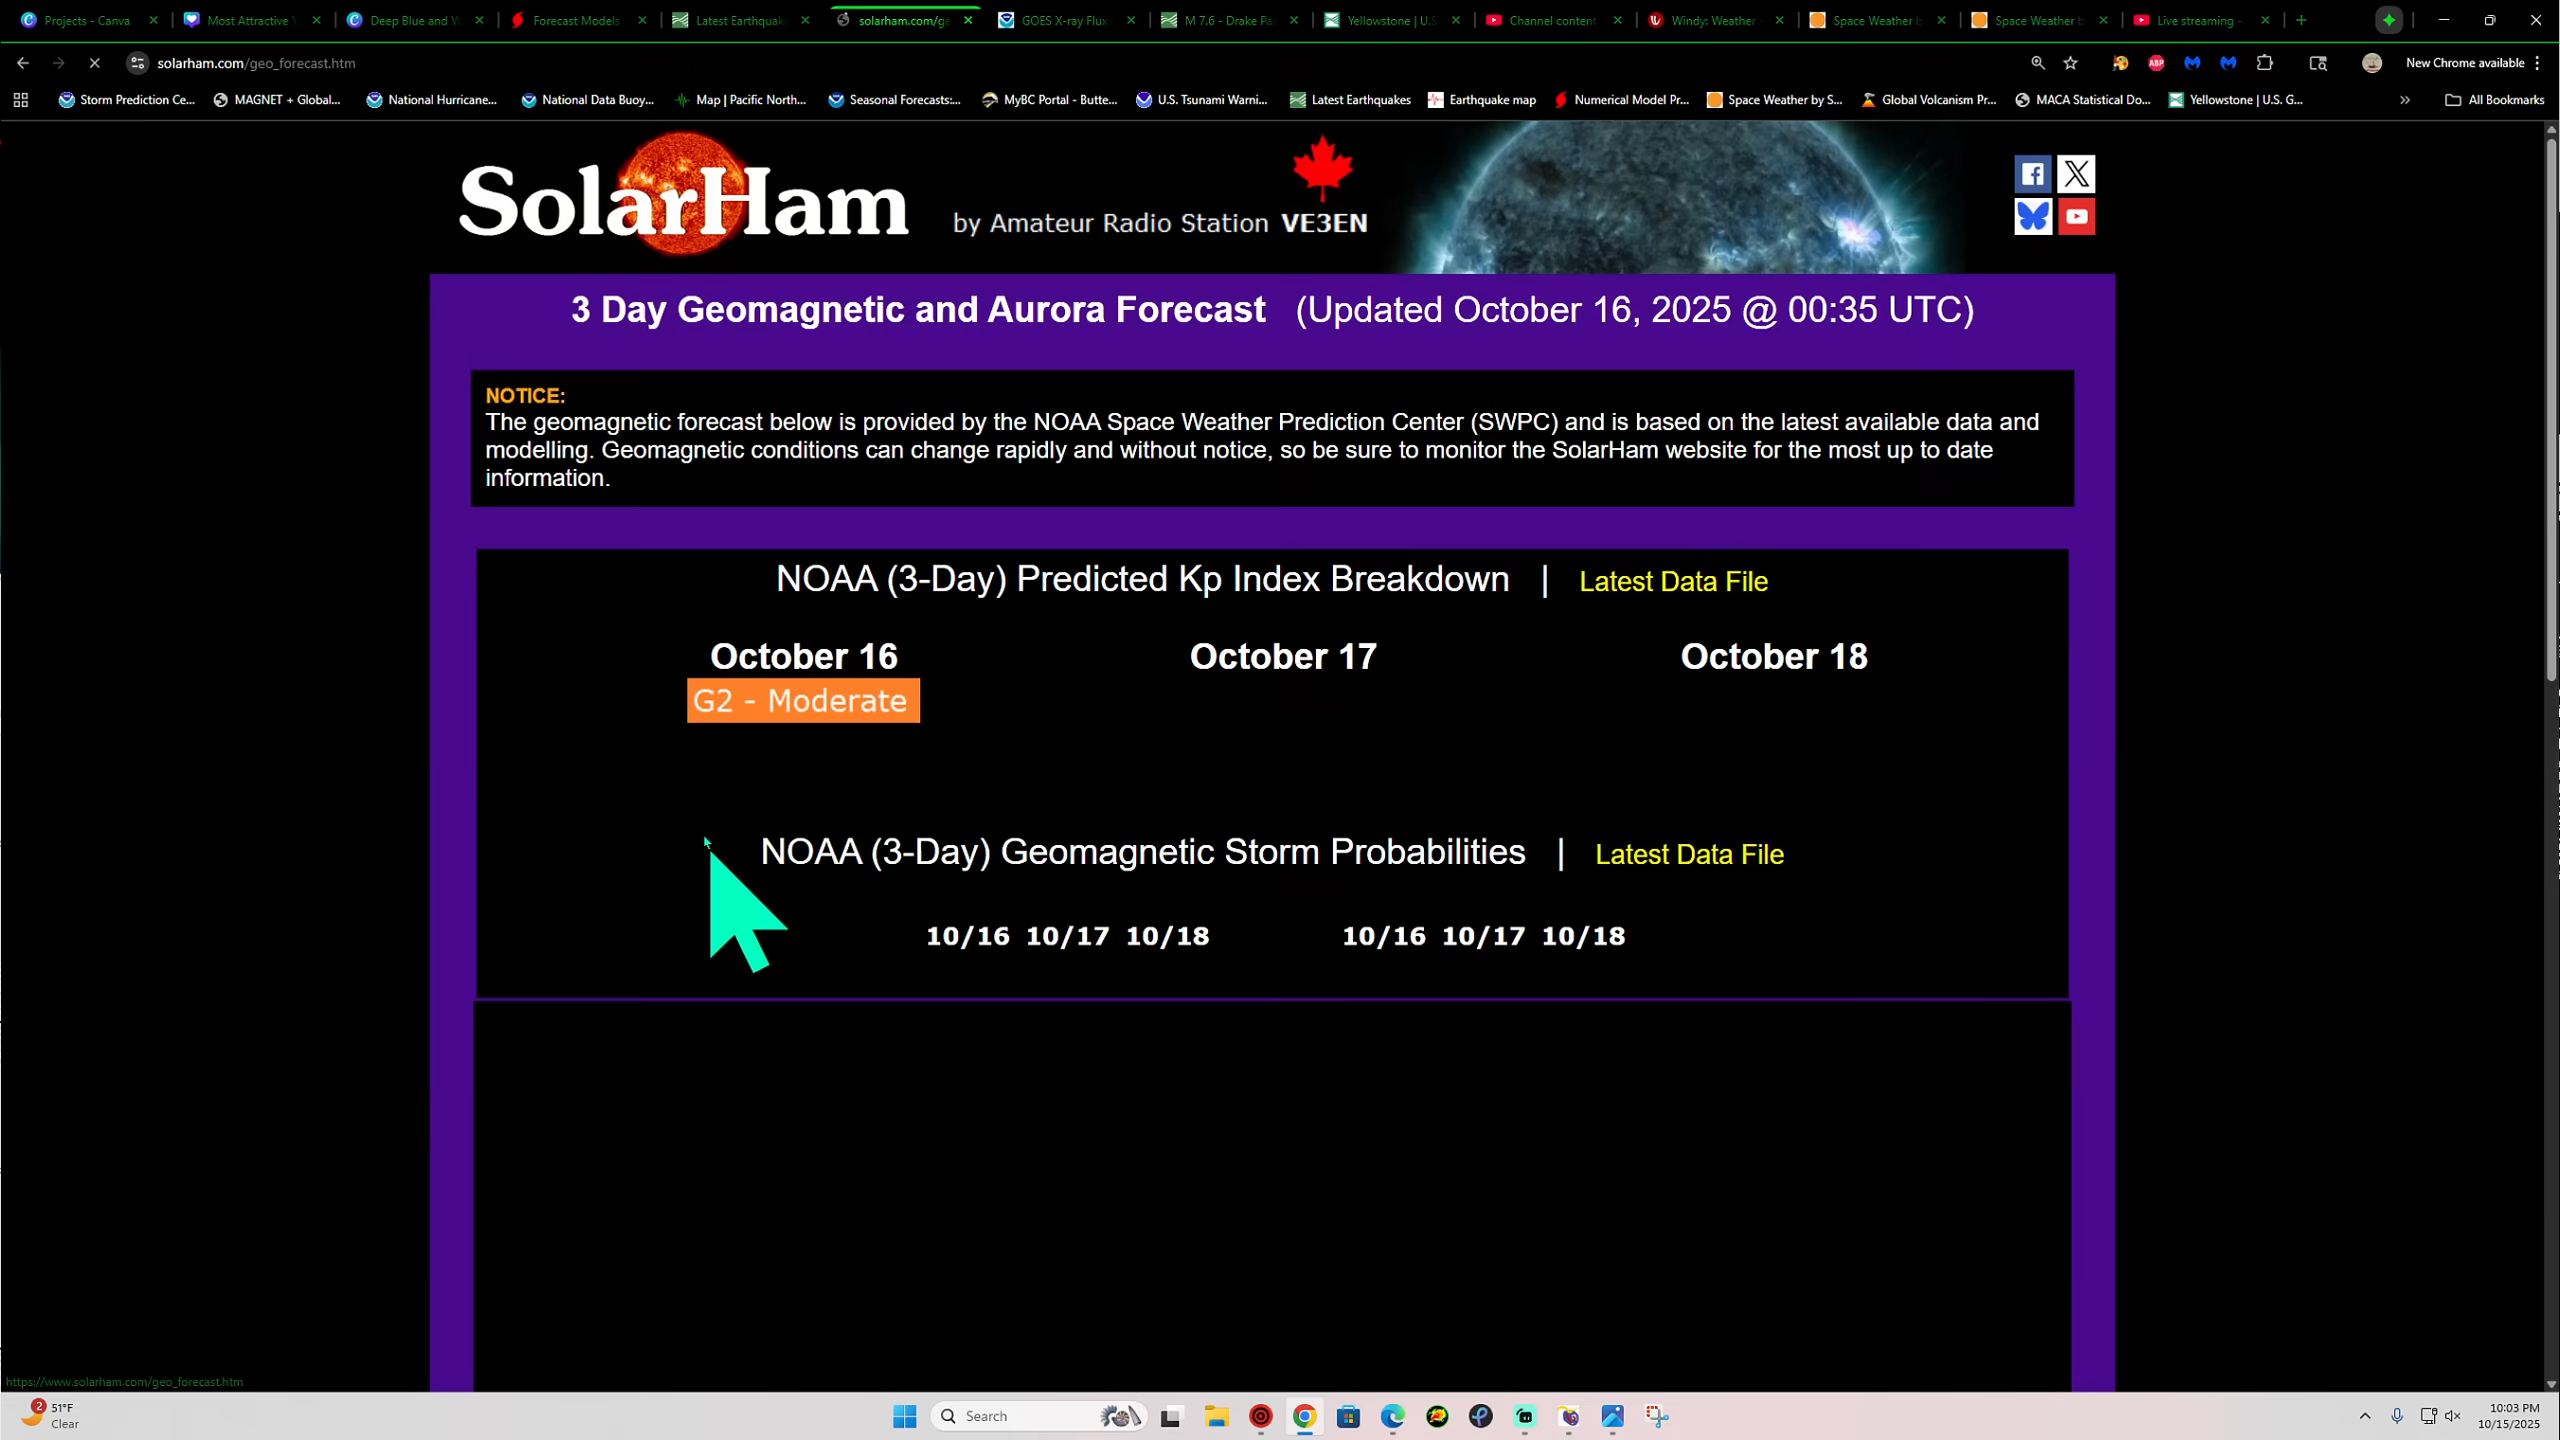 Projects - Canva
Most Attractive
Deep Blue and
Forecast Models
Latest Earthquak
solarham.com/ge
GOES X-ray Flux
M 7.6 - Drake Pa
Yellowstone | U.S
Channel content
Windy: Weather
Space Weather b
Space Weather b
Live streaming -
solarham.com/geo_forecast.htm
ABP
New Chrome available
Storm Prediction Ce...
MAGNET + Global...
National Hurricane...
National Data Buoy...
Map | Pacific North...
Seasonal Forecasts:...
MyBC Portal - Butte...
U.S. Tsunami Warni...
Latest Earthquakes
Earthquake map
Numerical Model Pr...
Space Weather by S...
Global Volcanism Pr...
MACA Statistical Do...
Yellowstone | U.S. G...
All Bookmarks
SolarHam
by Amateur Radio Station VE3EN
3 Day Geomagnetic and Aurora Forecast (Updated October 16, 2025 @ 00:35 UTC)
NOTICE:
The geomagnetic forecast below is provided by the NOAA Space Weather Prediction Center (SWPC) and is based on the latest available data and
modelling. Geomagnetic conditions can change rapidly and without notice, so be sure to monitor the SolarHam website for the most up to date
information.
NOAA (3-Day) Predicted Kp Index Breakdown | Latest Data File
October 16 October 17 October 18
G2 - Moderate
NOAA (3-Day) Geomagnetic Storm Probabilities | Latest Data File
10/16 10/17 10/18 10/16 10/17 10/18
https://www.solarham.com/geo_forecast.htm
2
51°F
Clear
Search
10:03 PM
10/15/2025